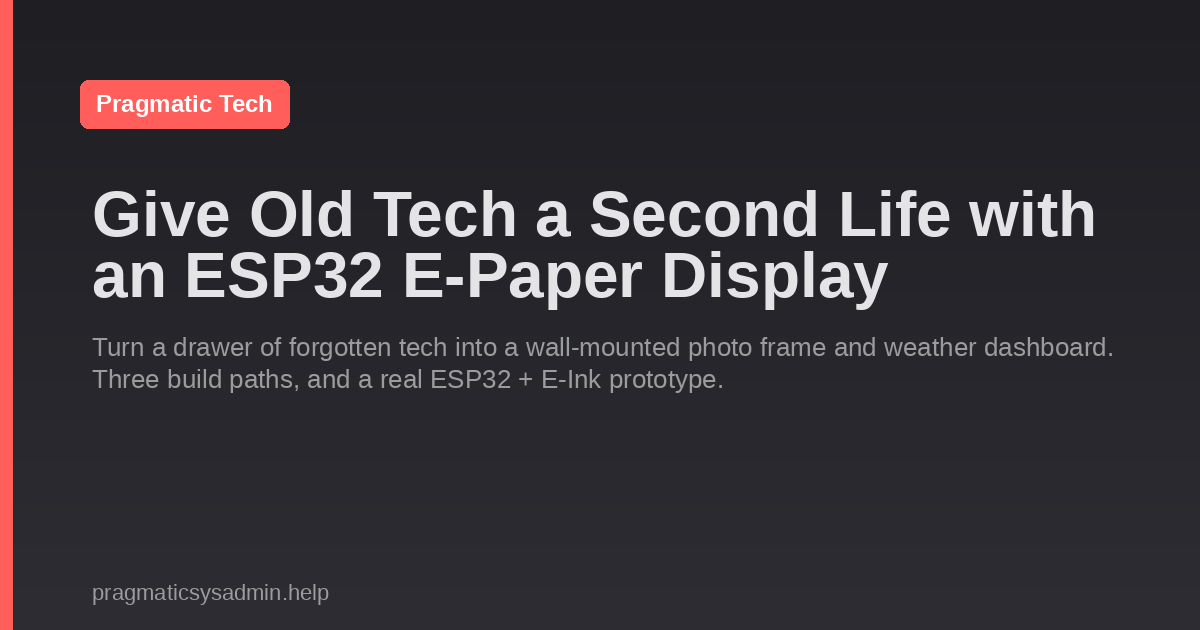 Pragmatic Tech
Give Old Tech a Second Life with
an ESP32 E-Paper Display
Turn a drawer of forgotten tech into a wall-mounted photo frame and weather dashboard.
Three build paths, and a real ESP32 + E-Ink prototype.
pragmaticsysadmin.help